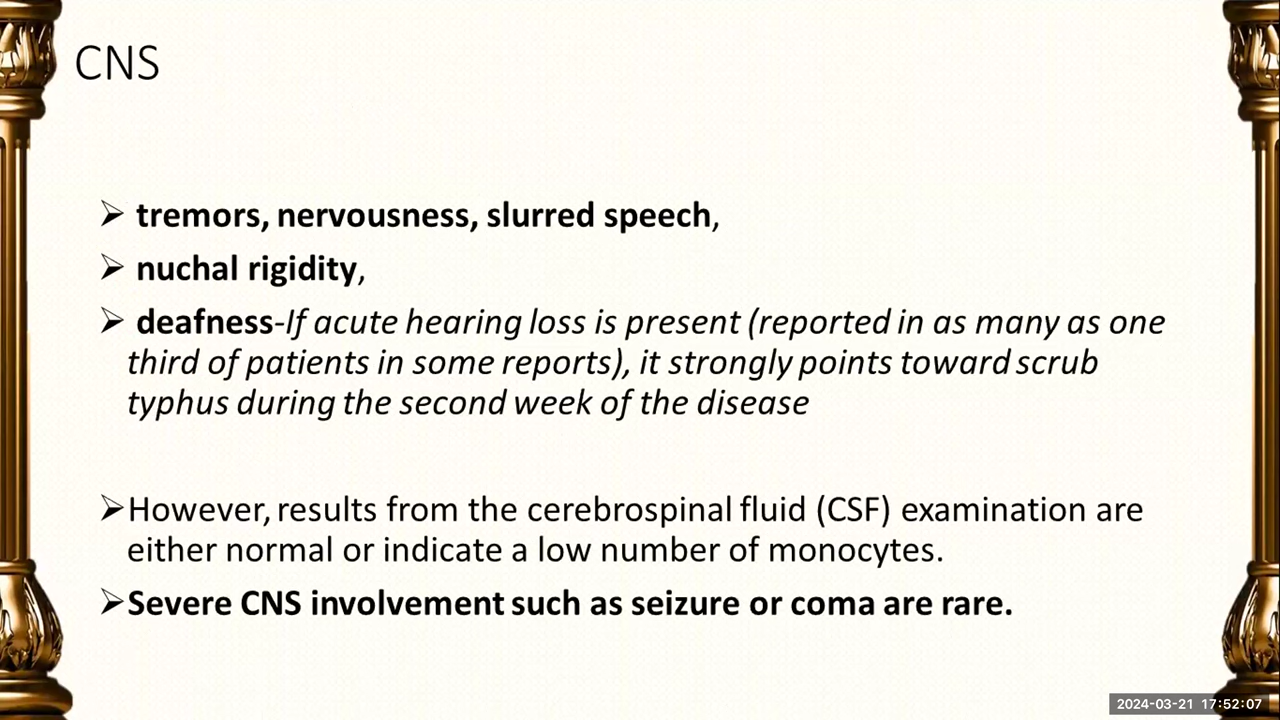 CNS
➢ tremors, nervousness, slurred speech,
➢ nuchal rigidity,
➢ deafness-If acute hearing loss is present (reported in as many as one
third of patients in some reports), it strongly points toward scrub
typhus during the second week of the disease
➢However, results from the cerebrospinal fluid (CSF) examination are
either normal or indicate a low number of monocytes.
➢Severe CNS involvement such as seizure or coma are rare.
2024-03-21 17:52:07